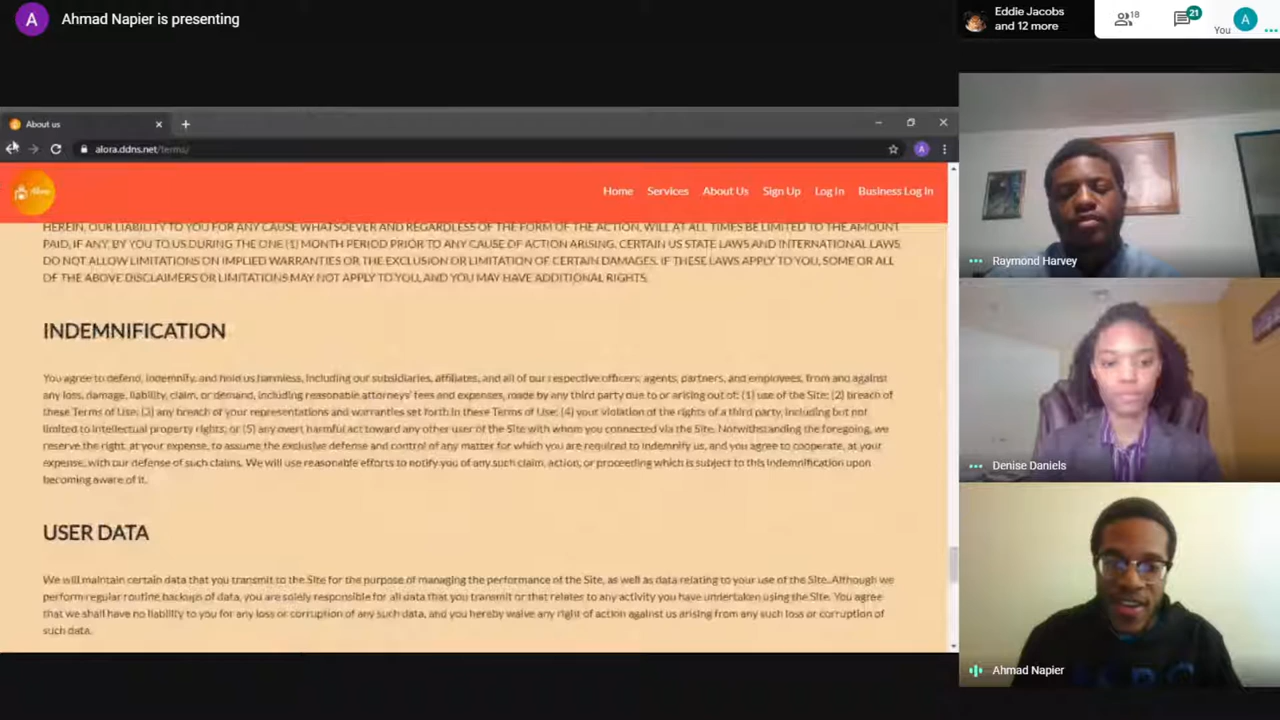 A
Ahmad Napier is presenting
Eddie Jacobs
and 12 more
18
21
You
A
About us
alora.ddns.net/terms/
A
Alora
Home
Services
About Us
Sign Up
Log In
Business Log In
HEREIN, OUR LIABILITY TO YOU FOR ANY CAUSE WHATSOEVER AND REGARDLESS OF THE FORM OF THE ACTION, WILL AT ALL TIMES BE LIMITED TO THE AMOUNT
PAID, IF ANY, BY YOU TO US DURING THE ONE (1) MONTH PERIOD PRIOR TO ANY CAUSE OF ACTION ARISING. CERTAIN US STATE LAWS AND INTERNATIONAL LAWS
DO NOT ALLOW LIMITATIONS ON IMPLIED WARRANTIES OR THE EXCLUSION OR LIMITATION OF CERTAIN DAMAGES. IF THESE LAWS APPLY TO YOU, SOME OR ALL
OF THE ABOVE DISCLAIMERS OR LIMITATIONS MAY NOT APPLY TO YOU, AND YOU MAY HAVE ADDITIONAL RIGHTS.
INDEMNIFICATION
You agree to defend, indemnify, and hold us harmless, including our subsidiaries, affiliates, and all of our respective officers, agents, partners, and employees, from and against
any loss, damage, liability, claim, or demand, including reasonable attorneys' fees and expenses, made by any third party due to or arising out of: (1) use of the Site; (2) breach of
these Terms of Use; (3) any breach of your representations and warranties set forth in these Terms of Use; (4) your violation of the rights of a third party, including but not
limited to intellectual property rights; or (5) any overt harmful act toward any other user of the Site with whom you connected via the Site. Notwithstanding the foregoing, we
reserve the right, at your expense, to assume the exclusive defense and control of any matter for which you are required to indemnify us, and you agree to cooperate, at your
expense, with our defense of such claims. We will use reasonable efforts to notify you of any such claim, action, or proceeding which is subject to this indemnification upon
becoming aware of it.
USER DATA
We will maintain certain data that you transmit to the Site for the purpose of managing the performance of the Site, as well as data relating to your use of the Site. Although we
perform regular routine backups of data, you are solely responsible for all data that you transmit or that relates to any activity you have undertaken using the Site. You agree
that we shall have no liability to you for any loss or corruption of any such data, and you hereby waive any right of action against us arising from any such loss or corruption of
such data.
Raymond Harvey
Denise Daniels
Ahmad Napier